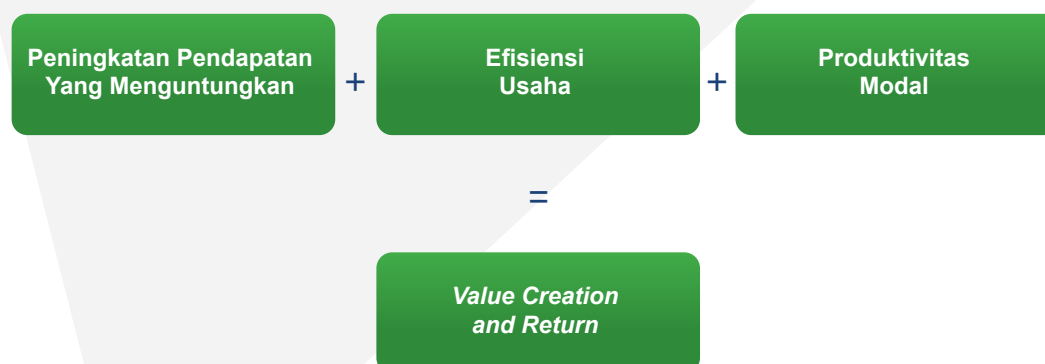 Peningkatan Pendapatan
Yang Menguntungkan
+
Efisiensi
Usaha
+
Produktivitas
Modal
=
Value Creation
and Return